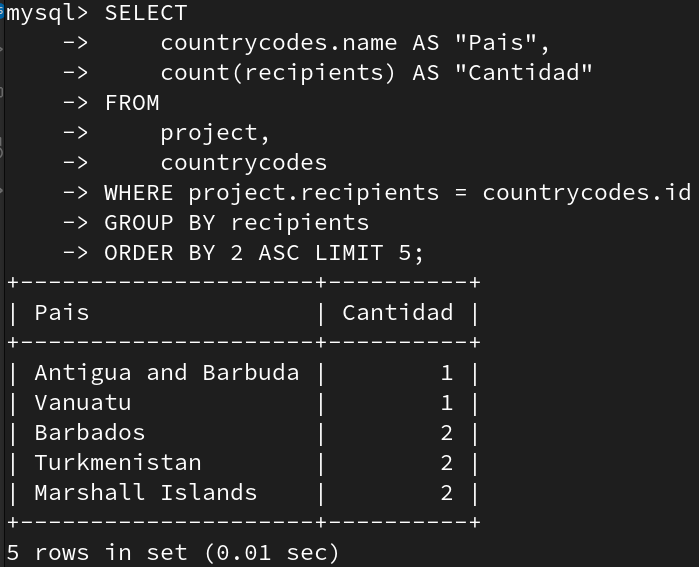 mysql> SELECT
    ->     countrycodes.name AS "Pais",
    ->     count(recipients) AS "Cantidad"
    -> FROM
    ->     project,
    ->     countrycodes
    -> WHERE project.recipients = countrycodes.id
    -> GROUP BY recipients
    -> ORDER BY 2 ASC LIMIT 5;
+---------------------+----------+
| Pais                | Cantidad |
+---------------------+----------+
| Antigua and Barbuda |        1 |
| Vanuatu             |        1 |
| Barbados            |        2 |
| Turkmenistan        |        2 |
| Marshall Islands    |        2 |
+---------------------+----------+
5 rows in set (0.01 sec)